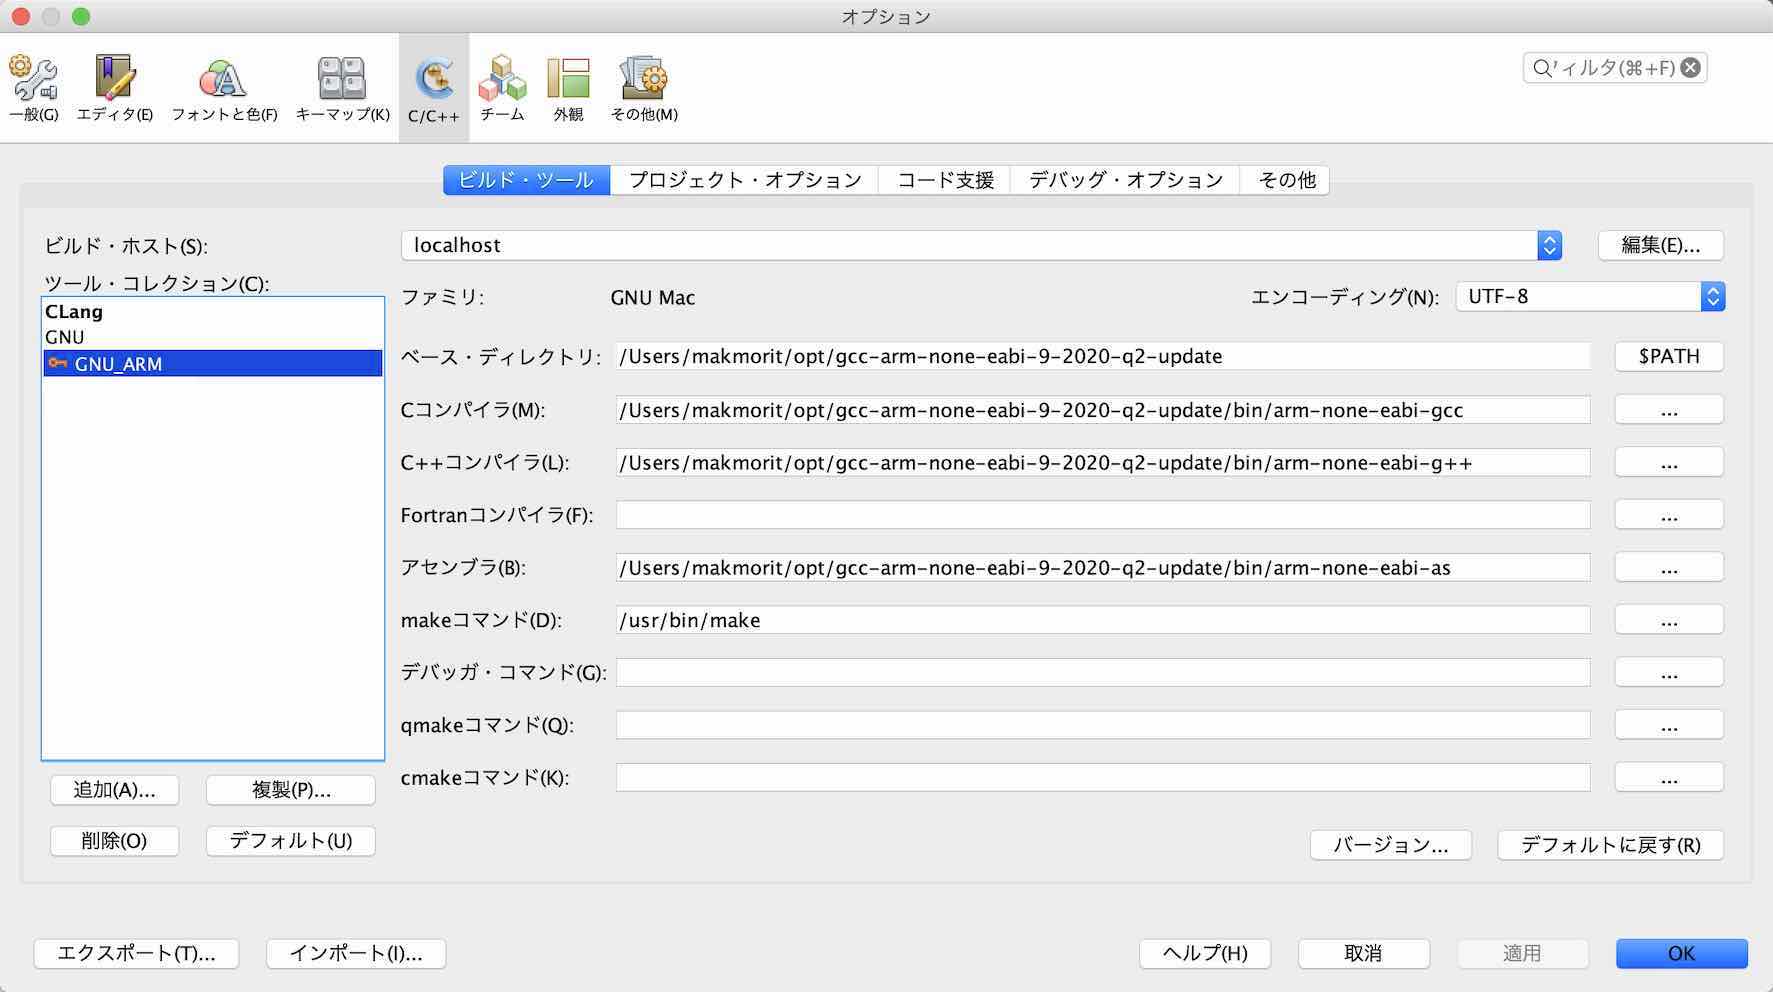 オプション
一般(G) エディタ(E) フォントと色(F) キーマップ(K) C/C++ チーム 外観 その他(M)
ィルタ(⌘+F)
ビルド・ツール プロジェクト・オプション コード支援 デバッグ・オプション その他
ビルド・ホスト(S): localhost 編集(E)...
ツール・コレクション(C):
CLang
GNU
GNU_ARM
ファミリ: GNU Mac エンコーディング(N): UTF-8
ベース・ディレクトリ: /Users/makmorit/opt/gcc-arm-none-eabi-9-2020-q2-update $PATH
Cコンパイラ(M): /Users/makmorit/opt/gcc-arm-none-eabi-9-2020-q2-update/bin/arm-none-eabi-gcc ...
C++コンパイラ(L): /Users/makmorit/opt/gcc-arm-none-eabi-9-2020-q2-update/bin/arm-none-eabi-g++ ...
Fortranコンパイラ(F): ...
アセンブラ(B): /Users/makmorit/opt/gcc-arm-none-eabi-9-2020-q2-update/bin/arm-none-eabi-as ...
makeコマンド(D): /usr/bin/make ...
デバッガ・コマンド(G): ...
qmakeコマンド(Q): ...
cmakeコマンド(K): ...
追加(A)... 複製(P)...
削除(O) デフォルト(U)
バージョン... デフォルトに戻す(R)
エクスポート(T)... インポート(I)... ヘルプ(H) 取消 適用 OK